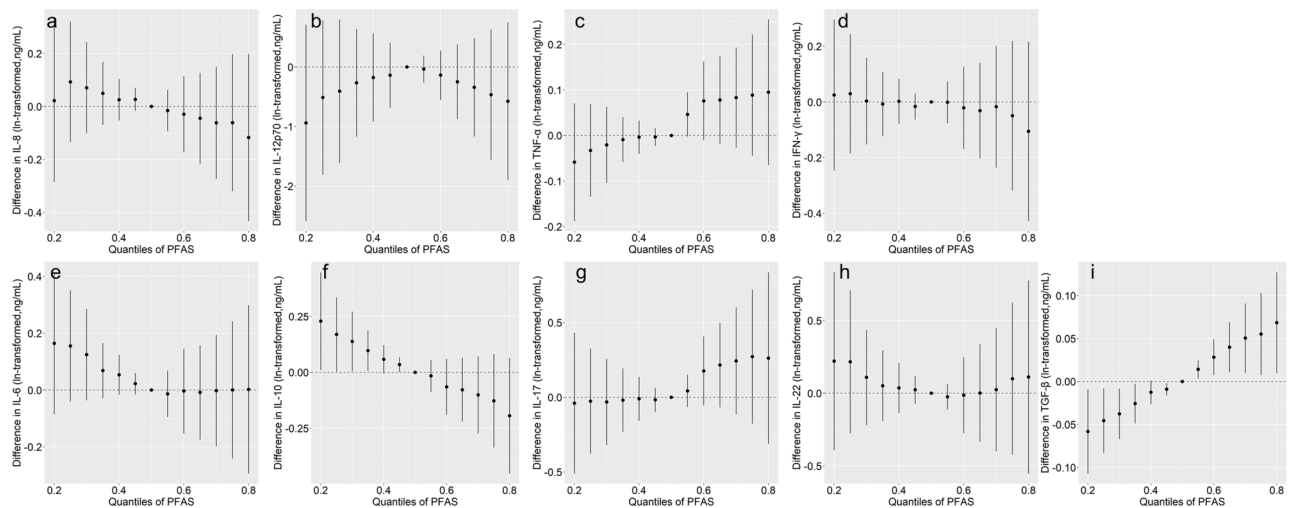 a
Difference in IL-8 (ln-transformed,ng/mL)
0.2
0.0
-0.2
-0.4
0.2 0.4 0.6 0.8
Quantiles of PFAS
b
Difference in IL-12p70 (ln-transformed,ng/mL)
0
-1
-2
0.2 0.4 0.6 0.8
Quantiles of PFAS
c
Difference in TNF-α (ln-transformed,ng/mL)
0.2
0.1
0.0
-0.1
-0.2
0.2 0.4 0.6 0.8
Quantiles of PFAS
d
Difference in IFN-γ (ln-transformed,ng/mL)
0.2
0.0
-0.2
-0.4
0.2 0.4 0.6 0.8
Quantiles of PFAS
e
Difference in IL-6 (ln-transformed,ng/mL)
0.4
0.2
0.0
-0.2
0.2 0.4 0.6 0.8
Quantiles of PFAS
f
Difference in IL-10 (ln-transformed,ng/mL)
0.25
0.00
-0.25
0.2 0.4 0.6 0.8
Quantiles of PFAS
g
Difference in IL-17 (ln-transformed,ng/mL)
0.5
0.0
-0.5
0.2 0.4 0.6 0.8
Quantiles of PFAS
h
Difference in IL-22 (ln-transformed,ng/mL)
0.5
0.0
-0.5
0.2 0.4 0.6 0.8
Quantiles of PFAS
i
Difference in TGF-β (ln-transformed,ng/mL)
0.10
0.05
0.00
-0.05
-0.10
0.2 0.4 0.6 0.8
Quantiles of PFAS